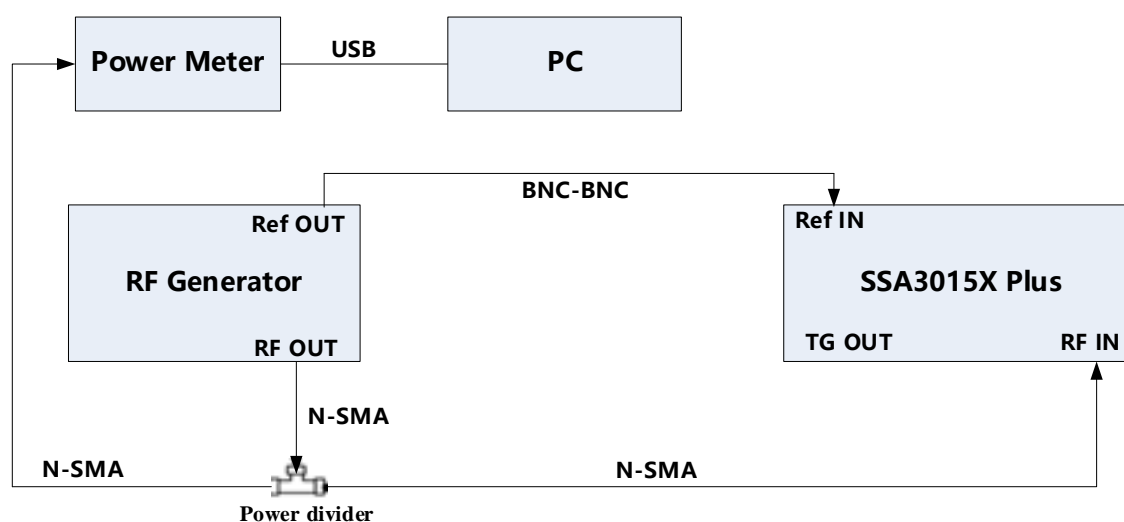 Power Meter
USB
PC
BNC-BNC
Ref OUT
Ref IN
RF Generator
SSA3015X Plus
RF OUT
TG OUT
RF IN
N-SMA
N-SMA
N-SMA
Power divider